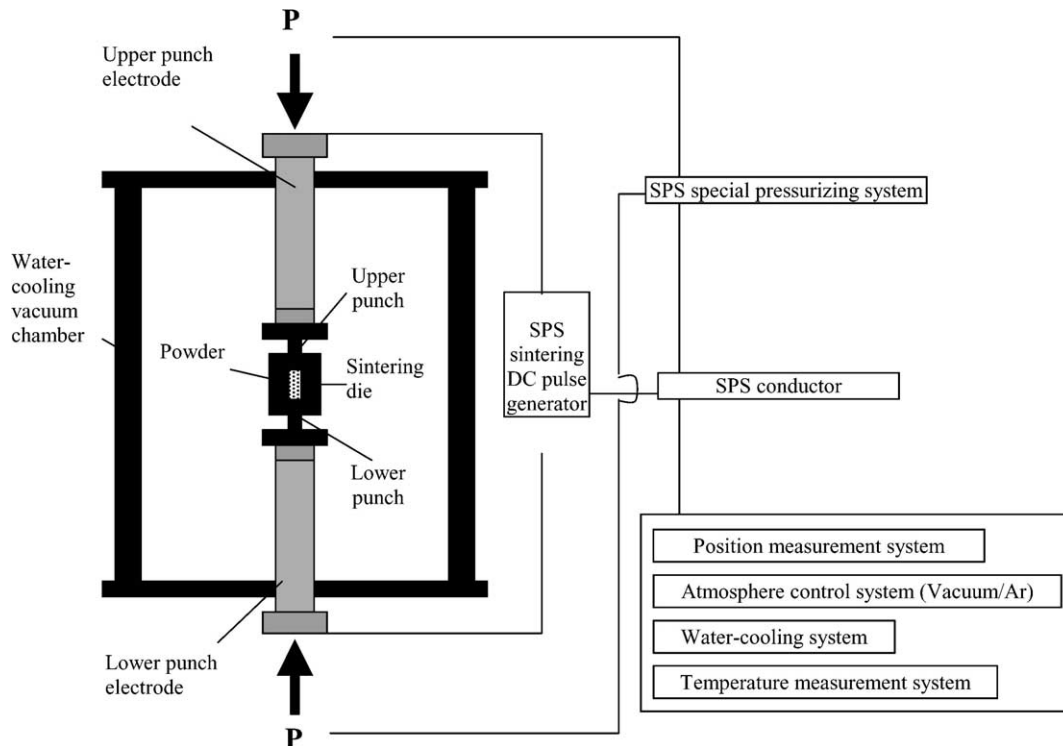 P
Upper punch
electrode
SPS special pressurizing system
Water-
cooling
vacuum
chamber
Upper
punch
Powder
Sintering
die
SPS
sintering
DC pulse
generator
SPS conductor
Lower
punch
Position measurement system
Atmosphere control system (Vacuum/Ar)
Water-cooling system
Temperature measurement system
Lower punch
electrode
P